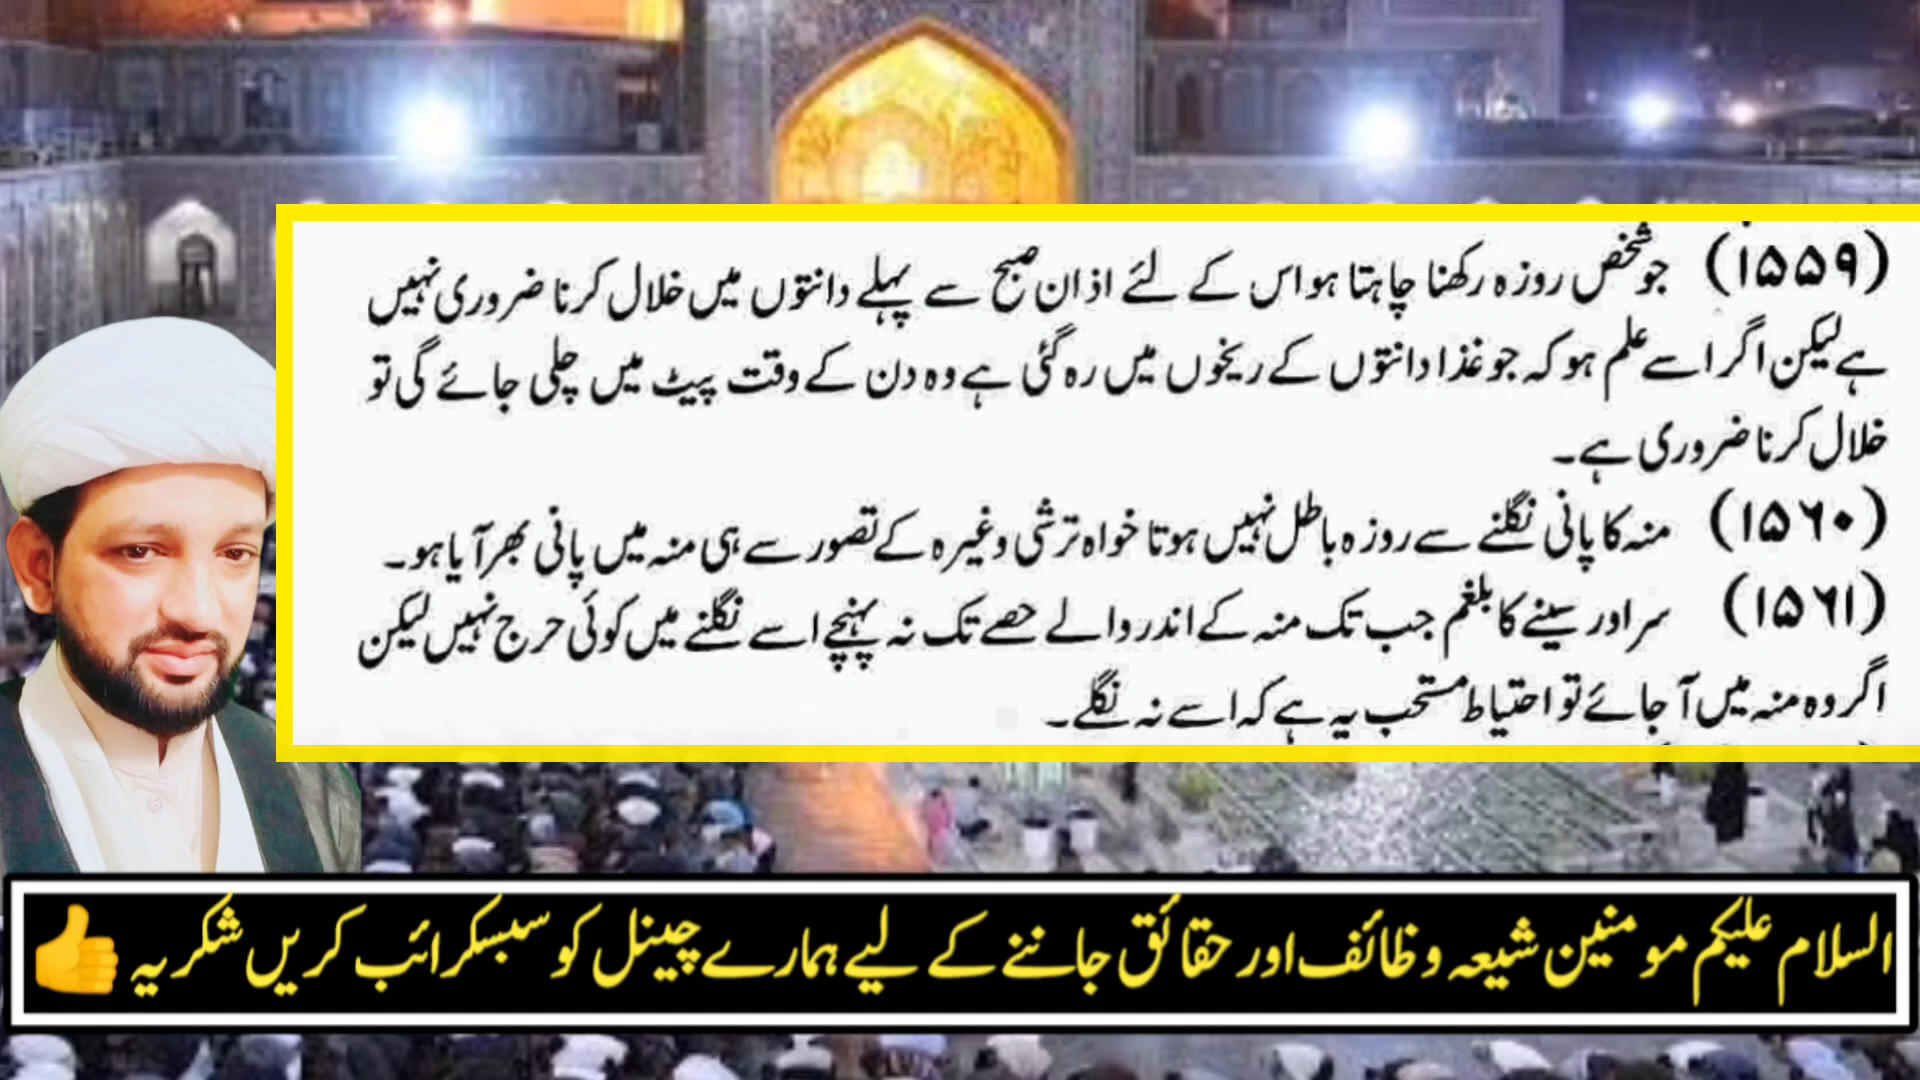 (۱۵۵۹) جو شخص روزہ رکھنا چاہتا ہو اس کے لئے اذان صبح سے پہلے دانتوں میں خلال کرنا ضروری نہیں
ہے لیکن اگر اسے علم ہو کہ جو غذا دانتوں کے ریخوں میں رہ گئی ہے وہ دن کے وقت پیٹ میں چلی جائے گی تو
خلال کرنا ضروری ہے۔
(۱۵۶۰) منہ کا پانی نگلنے سے روزہ باطل نہیں ہوتا خواہ ترشی وغیرہ کے تصور سے ہی منہ میں پانی بھر آیا ہو۔
(۱۵۶۱) سر اور سینے کا بلغم جب تک منہ کے اندر والے حصے تک نہ پہنچے اسے نگلنے میں کوئی حرج نہیں لیکن
اگر وہ منہ میں آ جائے تو احتیاط مستحب یہ ہے کہ اسے نہ نگلے۔
السلام علیکم مومنین شیعہ وظائف اور حقائق جاننے کے لیے ہمارے چینل کو سبسکرائب کریں شکریہ 👍